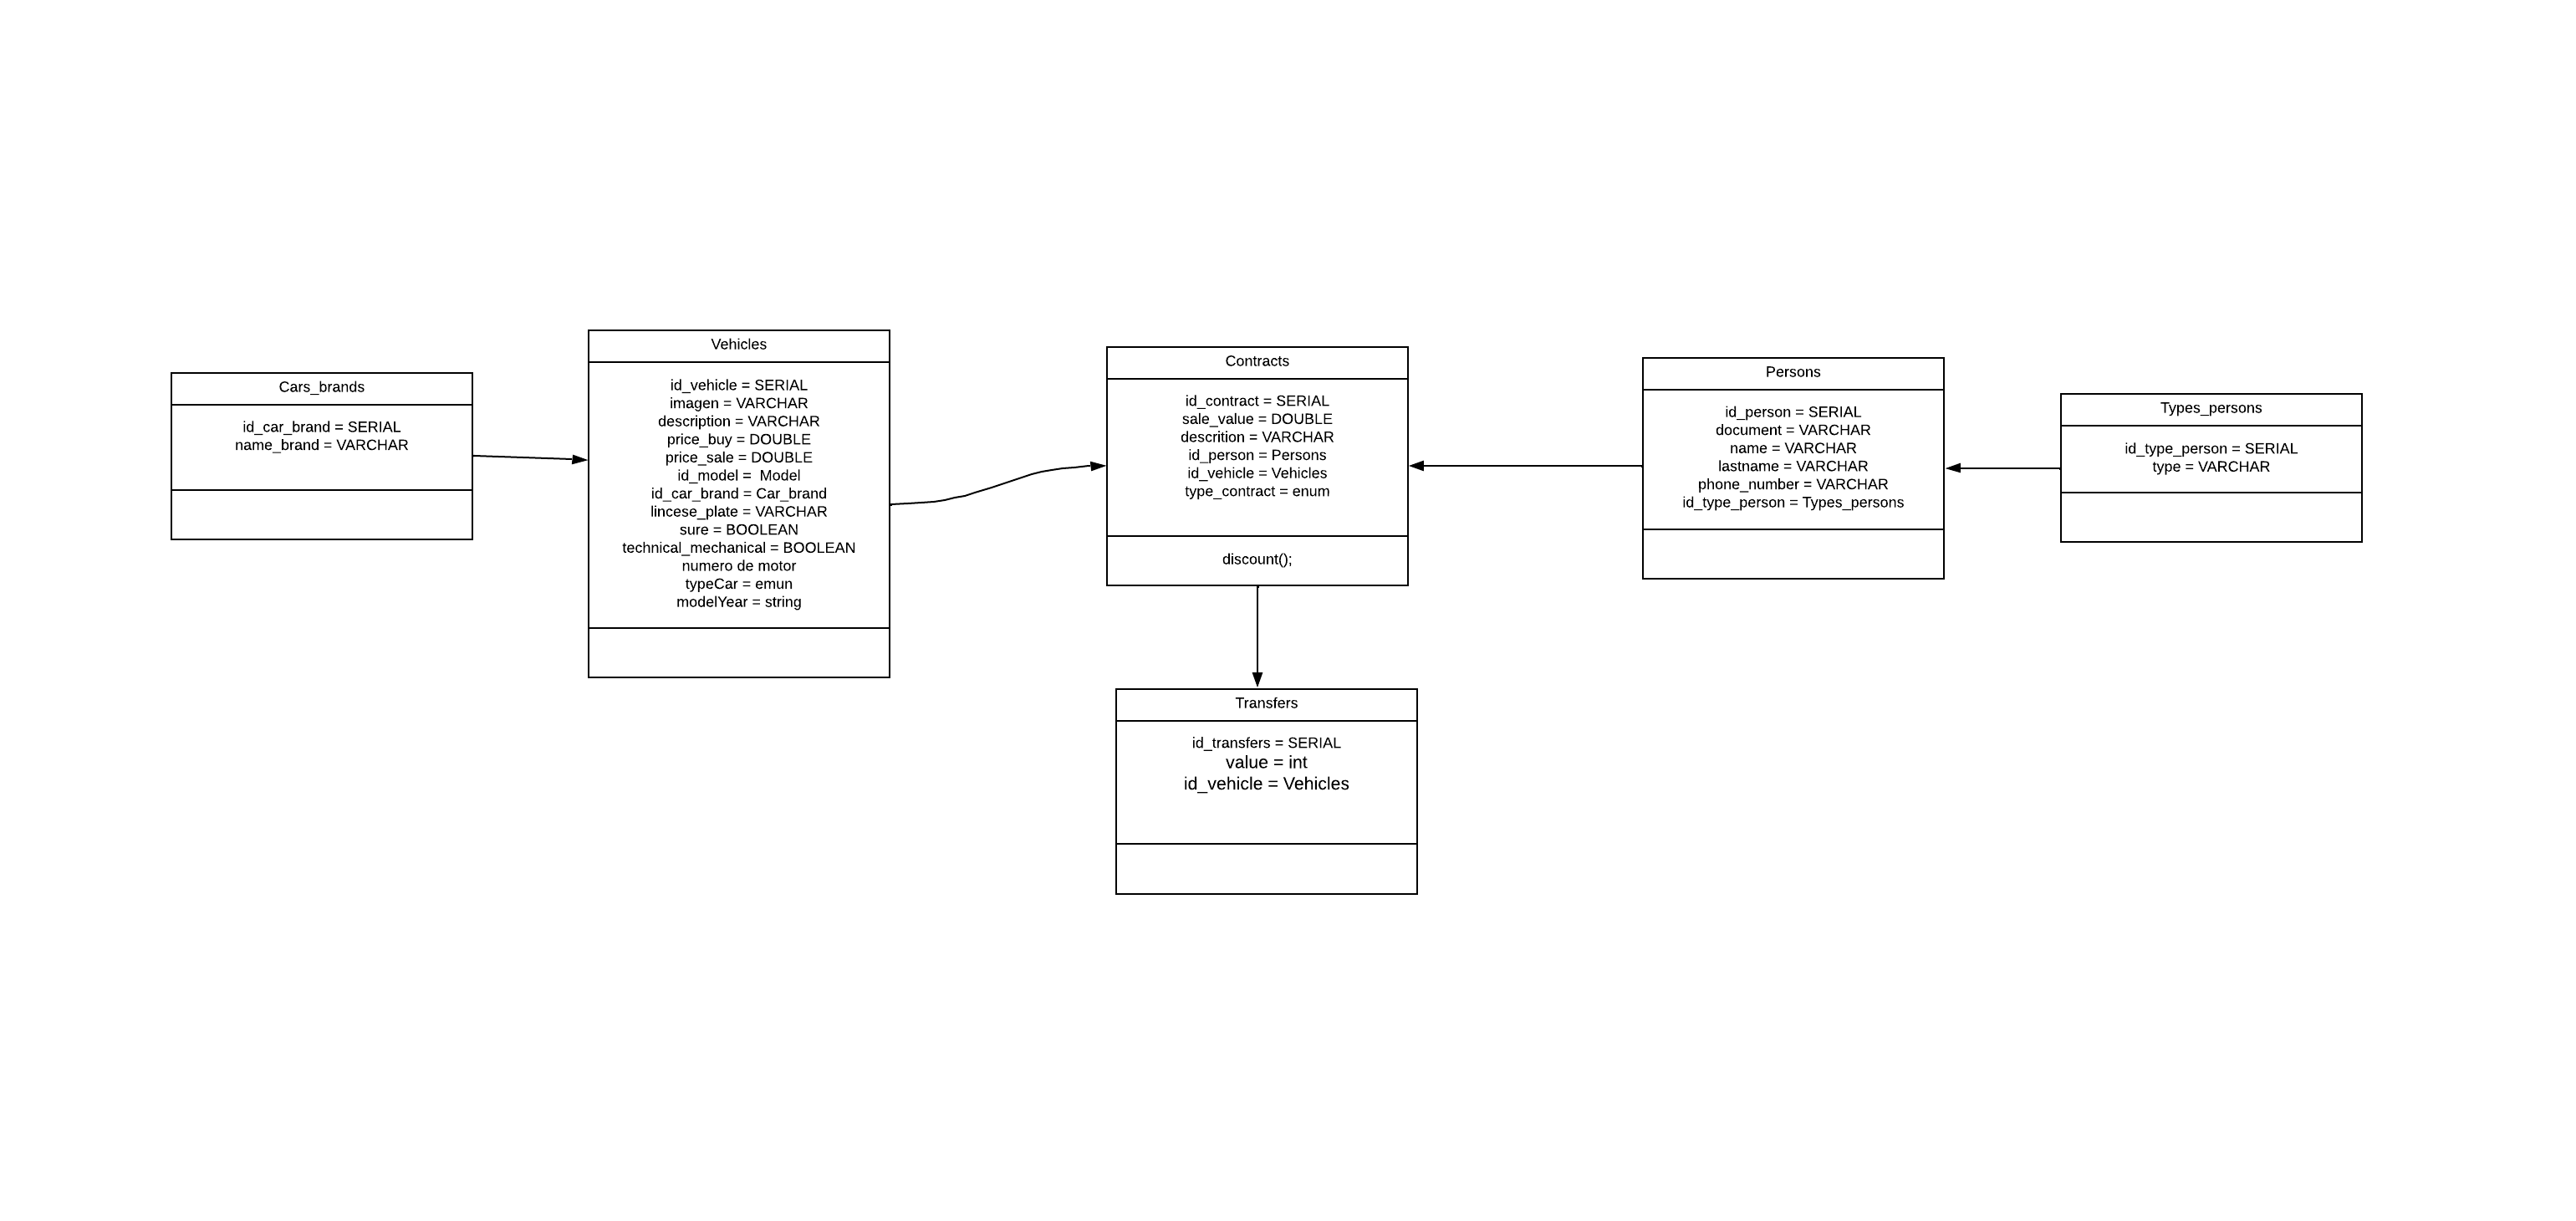 Cars_brands
id_car_brand = SERIAL
name_brand = VARCHAR
Vehicles
id_vehicle = SERIAL
imagen = VARCHAR
description = VARCHAR
price_buy = DOUBLE
price_sale = DOUBLE
id_model =  Model
id_car_brand = Car_brand
lincese_plate = VARCHAR
sure = BOOLEAN
technical_mechanical = BOOLEAN
numero de motor
typeCar = emun
modelYear = string
Contracts
id_contract = SERIAL
sale_value = DOUBLE
descrition = VARCHAR
id_person = Persons
id_vehicle = Vehicles
type_contract = enum
discount();
Transfers
id_transfers = SERIAL
value = int
id_vehicle = Vehicles
Persons
id_person = SERIAL
document = VARCHAR
name = VARCHAR
lastname = VARCHAR
phone_number = VARCHAR
id_type_person = Types_persons
Types_persons
id_type_person = SERIAL
type = VARCHAR